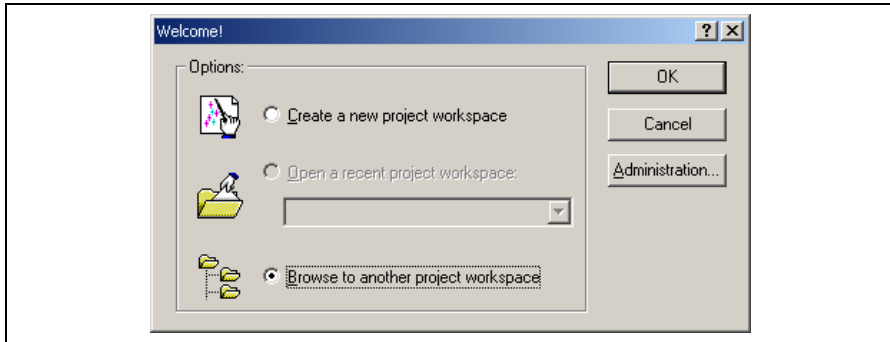 Welcome!
Options:
OK
Create a new project workspace
Cancel
Open a recent project workspace:
Administration...
Browse to another project workspace